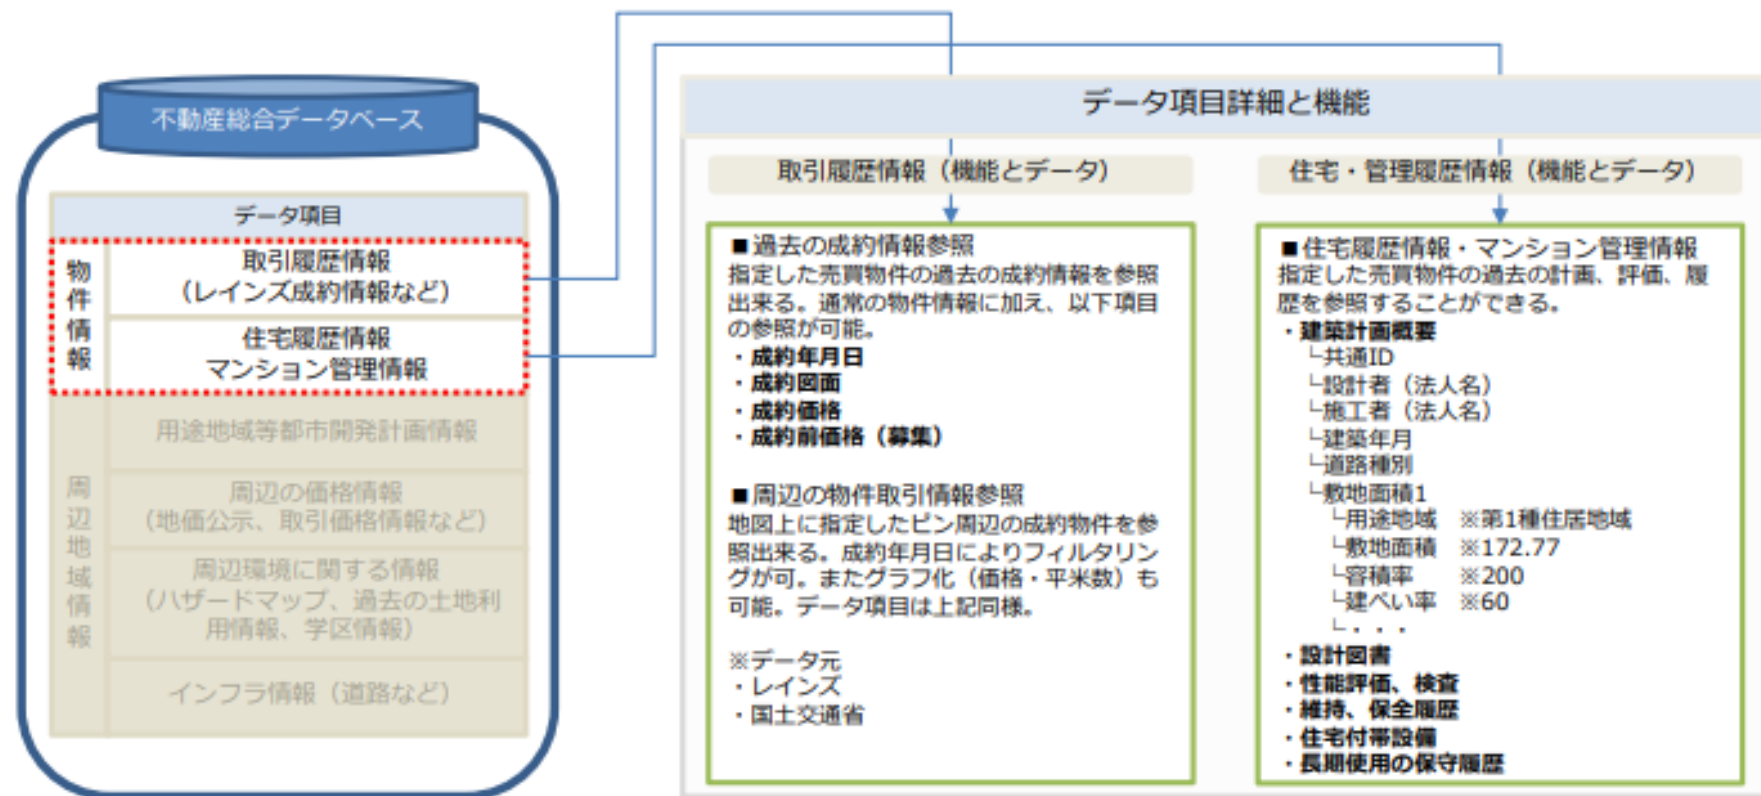 不動産総合データベース
データ項目
物件情報
取引履歴情報
（レインズ成約情報など）
住宅履歴情報
マンション管理情報
周辺地域情報
用途地域等都市開発計画情報
周辺の価格情報
（地価公示、取引価格情報など）
周辺環境に関する情報
（ハザードマップ、過去の土地利
用情報、学区情報）
インフラ情報（道路など）
データ項目詳細と機能
取引履歴情報（機能とデータ）
■過去の成約情報参照
指定した売買物件の過去の成約情報を参照
出来る。通常の物件情報に加え、以下項目
の参照が可能。
・成約年月日
・成約図面
・成約価格
・成約前価格（募集）
■周辺の物件取引情報参照
地図上に指定したピン周辺の成約物件を参
照出来る。成約年月日によりフィルタリン
グが可。またグラフ化（価格・平米数）も
可能。データ項目は上記同様。
※データ元
・レインズ
・国土交通省
住宅・管理履歴情報（機能とデータ）
■住宅履歴情報・マンション管理情報
指定した売買物件の過去の計画、評価、履
歴を参照することができる。
・建築計画概要
└共通ID
└設計者（法人名）
└施工者（法人名）
└建築年月
└道路種別
└敷地面積1
└用途地域　※第1種住居地域
└敷地面積　※172.77
└容積率　※200
└建ぺい率　※60
└・・・
・設計図書
・性能評価、検査
・維持、保全履歴
・住宅付帯設備
・長期使用の保守履歴